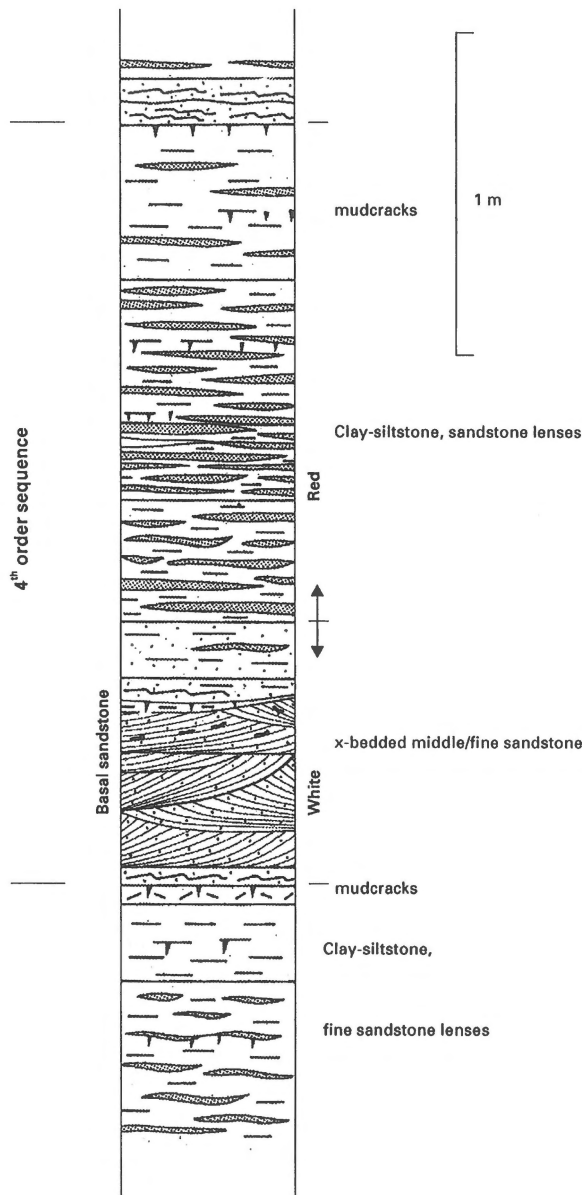 mudcracks
1 m
Clay-siltstone, sandstone lenses
Red
4th order sequence
x-bedded middle/fine sandstone
Basal sandstone
White
mudcracks
Clay-siltstone,
fine sandstone lenses